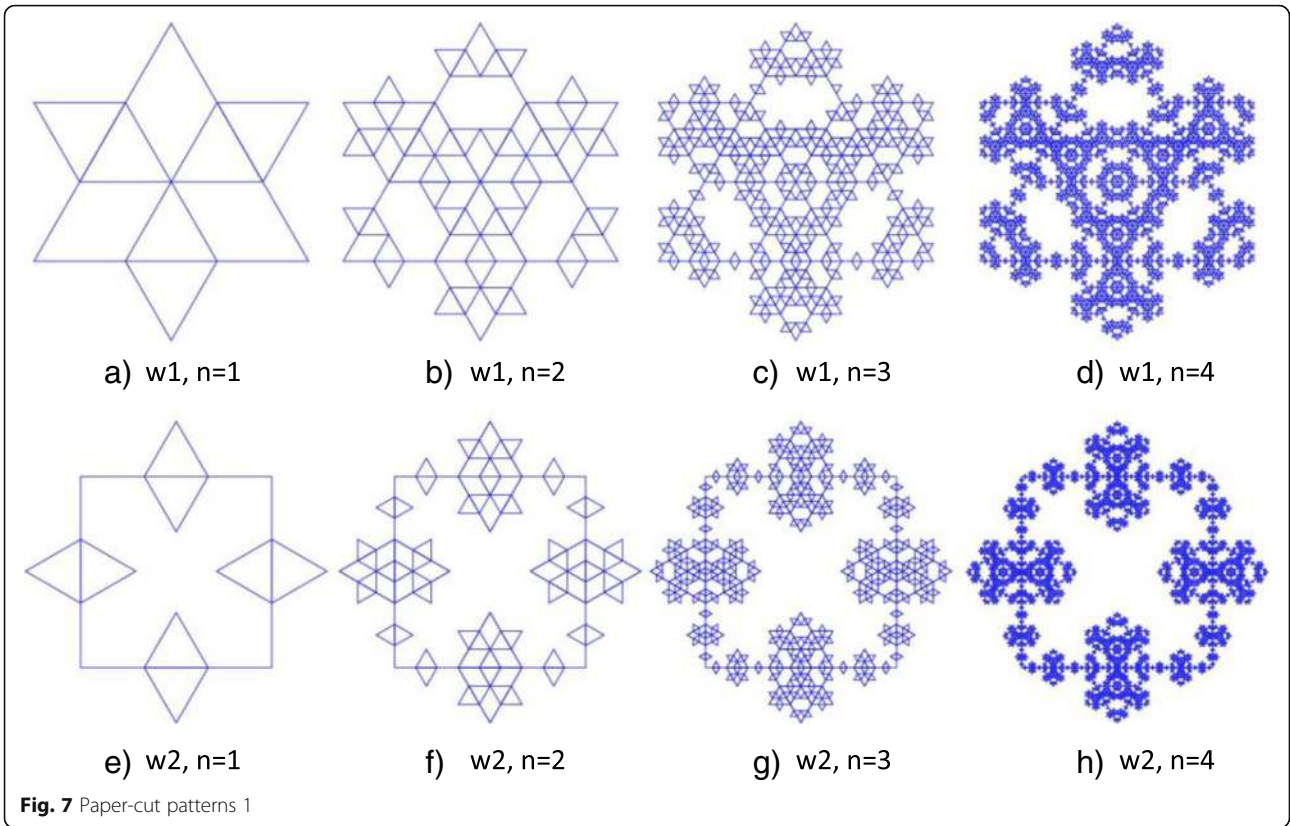 a) w1, n=1
b) w1, n=2
c) w1, n=3
d) w1, n=4
e) w2, n=1
f) w2, n=2
g) w2, n=3
h) w2, n=4
Fig. 7 Paper-cut patterns 1